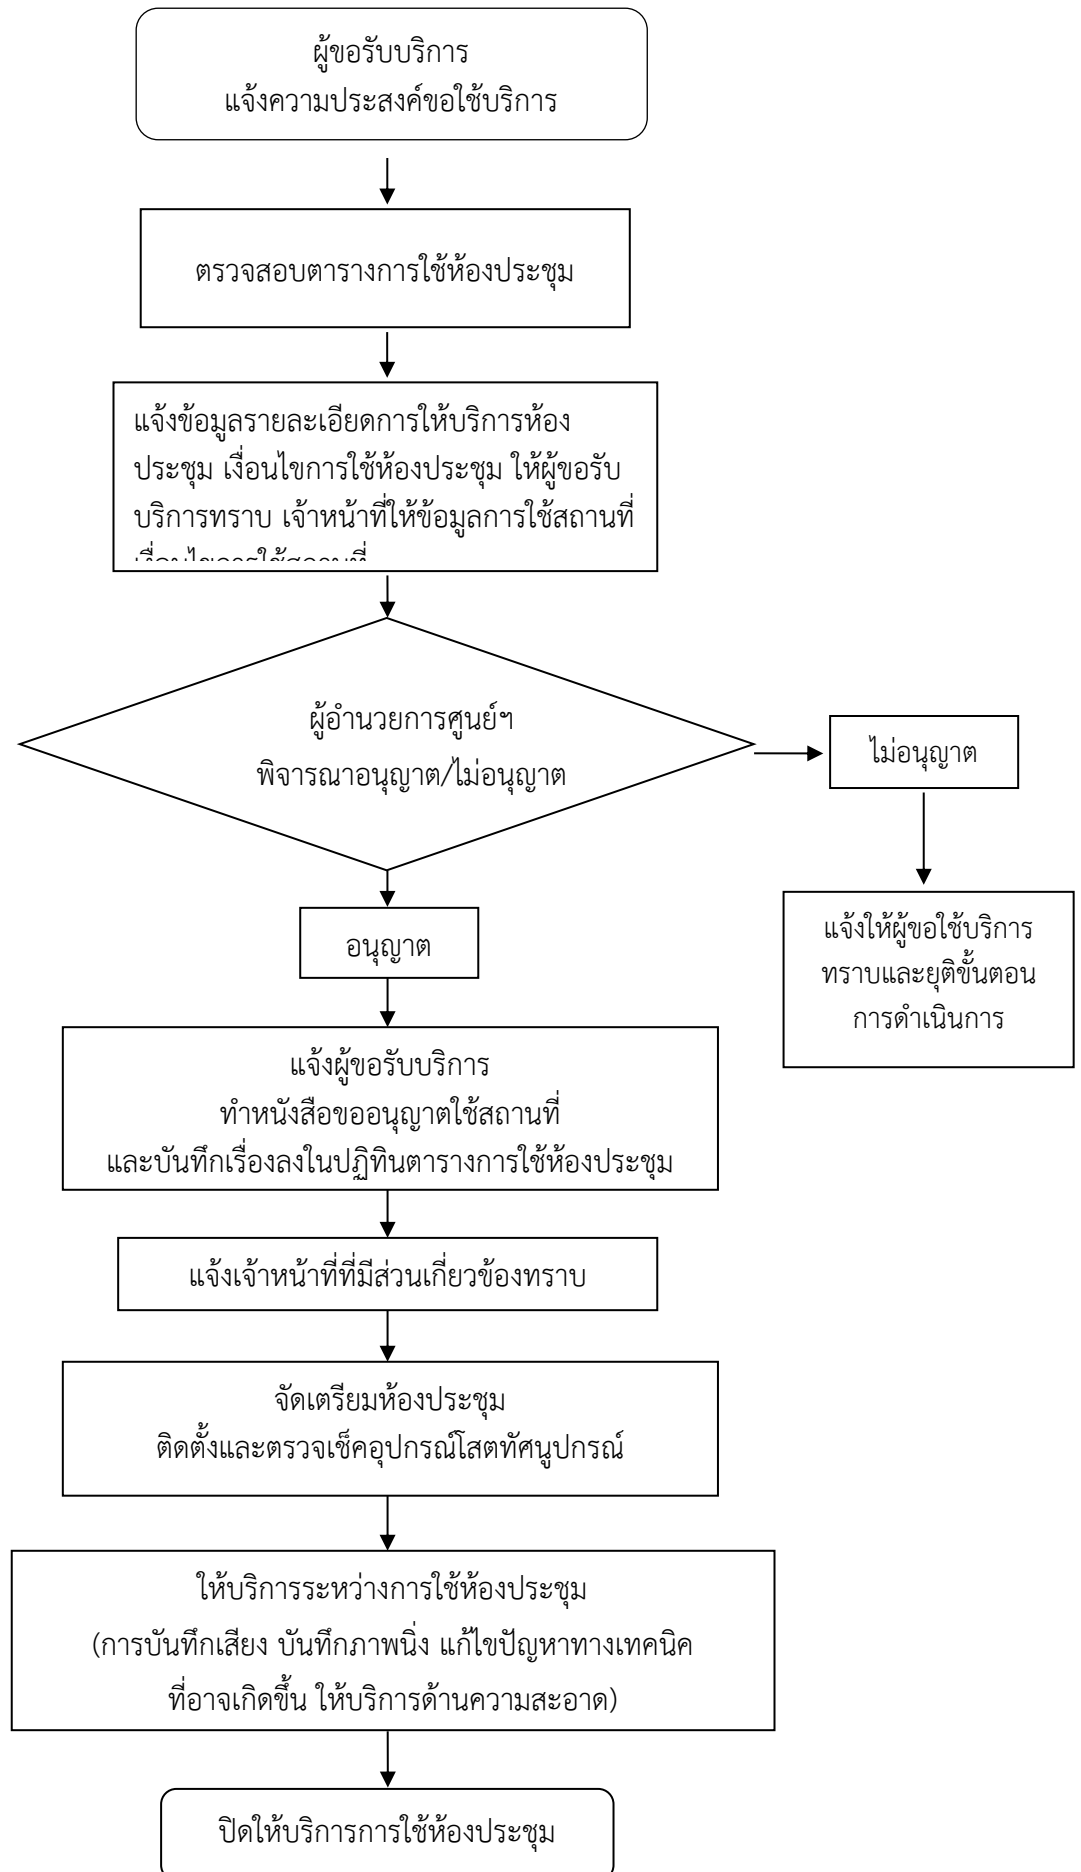 ผู้ขอรับบริการ
แจ้งความประสงค์ขอใช้บริการ
ตรวจสอบตารางการใช้ห้องประชุม
แจ้งข้อมูลรายละเอียดการให้บริการห้อง
ประชุม เงื่อนไขการใช้ห้องประชุม ให้ผู้ขอรับ
บริการทราบ เจ้าหน้าที่ให้ข้อมูลการใช้สถานที่
เงื่อนไขการใช้สถานที่
ผู้อำนวยการศูนย์ฯ
พิจารณาอนุญาต/ไม่อนุญาต
ไม่อนุญาต
แจ้งให้ผู้ขอใช้บริการ
ทราบและยุติขั้นตอน
การดำเนินการ
อนุญาต
แจ้งผู้ขอรับบริการ
ทำหนังสือขออนุญาตใช้สถานที่
และบันทึกเรื่องลงในปฏิทินตารางการใช้ห้องประชุม
แจ้งเจ้าหน้าที่ที่มีส่วนเกี่ยวข้องทราบ
จัดเตรียมห้องประชุม
ติดตั้งและตรวจเช็คอุปกรณ์โสตทัศนูปกรณ์
ให้บริการระหว่างการใช้ห้องประชุม
(การบันทึกเสียง บันทึกภาพนิ่ง แก้ไขปัญหาทางเทคนิค
ที่อาจเกิดขึ้น ให้บริการด้านความสะอาด)
ปิดให้บริการการใช้ห้องประชุม